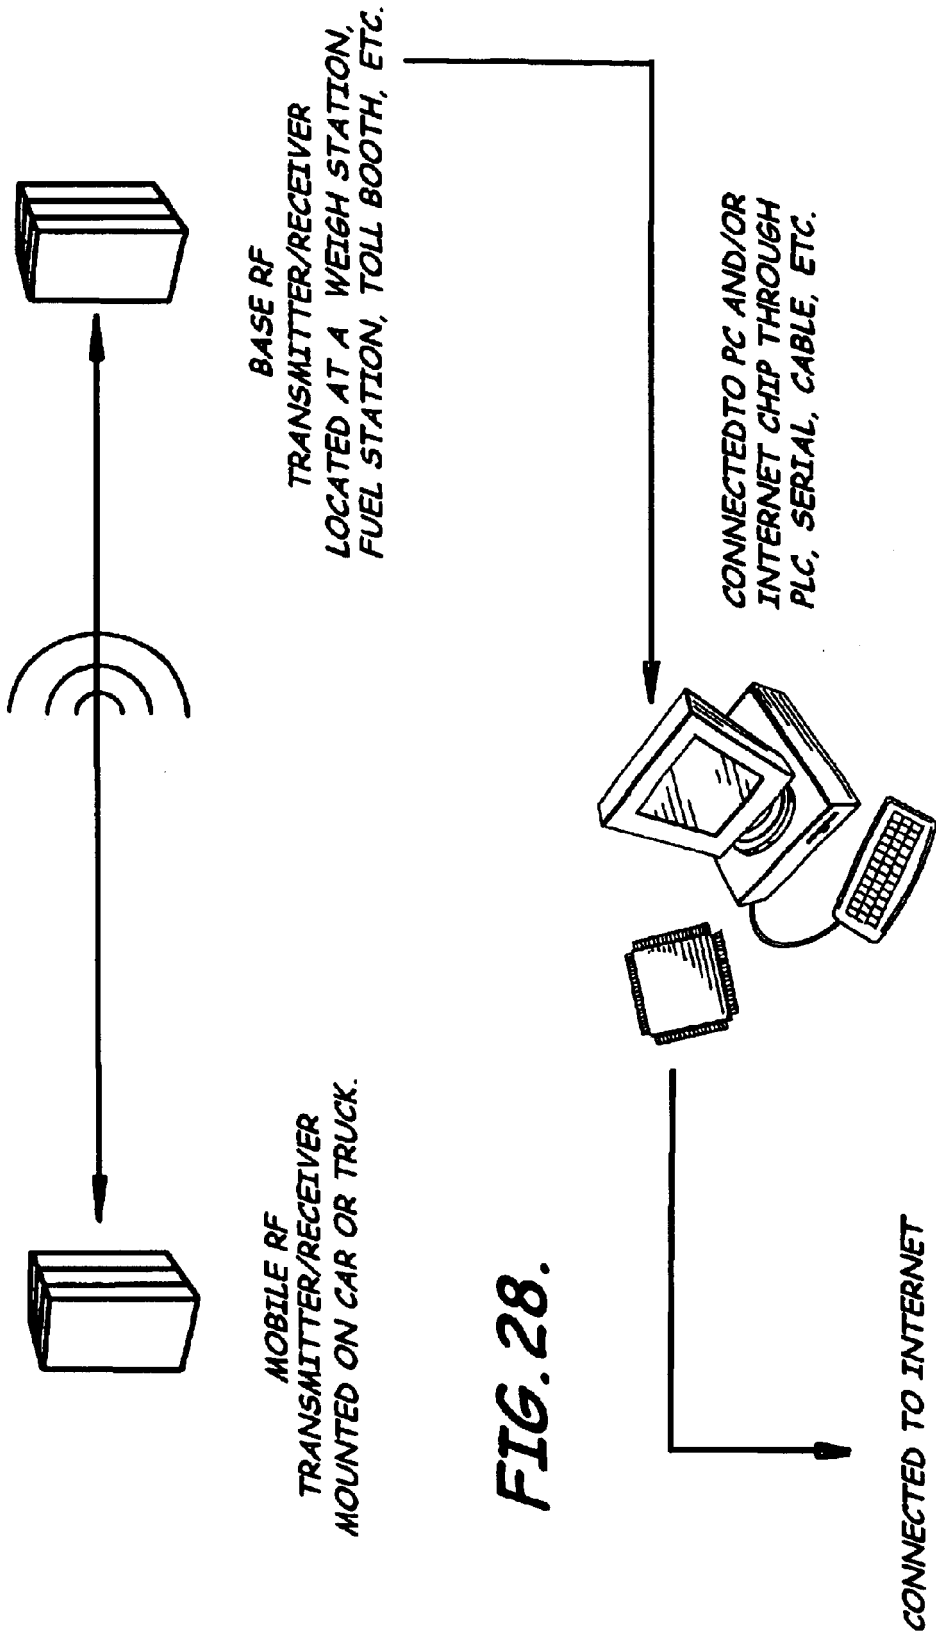 MOBILE RF
TRANSMITTER/RECEIVER
MOUNTED ON CAR OR TRUCK.
BASE RF
TRANSMITTER/RECEIVER
LOCATED AT A WEIGH STATION,
FUEL STATION, TOLL BOOTH, ETC.
FIG. 28.
CONNECTEDTO PC AND/OR
INTERNET CHIP THROUGH
PLC, SERIAL, CABLE, ETC.
CONNECTED TO INTERNET